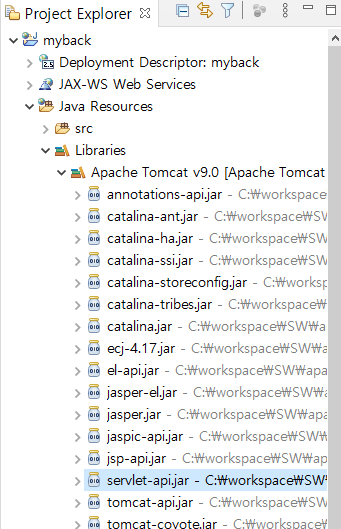 Project Explorer
myback
Deployment Descriptor: myback
JAX-WS Web Services
Java Resources
src
Libraries
Apache Tomcat v9.0 [Apache Tomcat
annotations-api.jar - C:₩workspace
catalina-ant.jar - C:₩workspace₩SW
catalina-ha.jar - C:₩workspace₩SW₩
catalina-ssi.jar - C:₩workspace₩SW₩
catalina-storeconfig.jar - C:₩worksp
catalina-tribes.jar - C:₩workspace₩
catalina.jar - C:₩workspace₩SW₩a
ecj-4.17.jar - C:₩workspace₩SW₩a
el-api.jar - C:₩workspace₩SW₩apa
jasper-el.jar - C:₩workspace₩SW₩a
jasper.jar - C:₩workspace₩SW₩apa
jaspic-api.jar - C:₩workspace₩SW₩
jsp-api.jar - C:₩workspace₩SW₩ap
servlet-api.jar - C:₩workspace₩SW₩
tomcat-api.jar - C:₩workspace₩SW
tomcat-coyote.jar - C:₩workspace₩